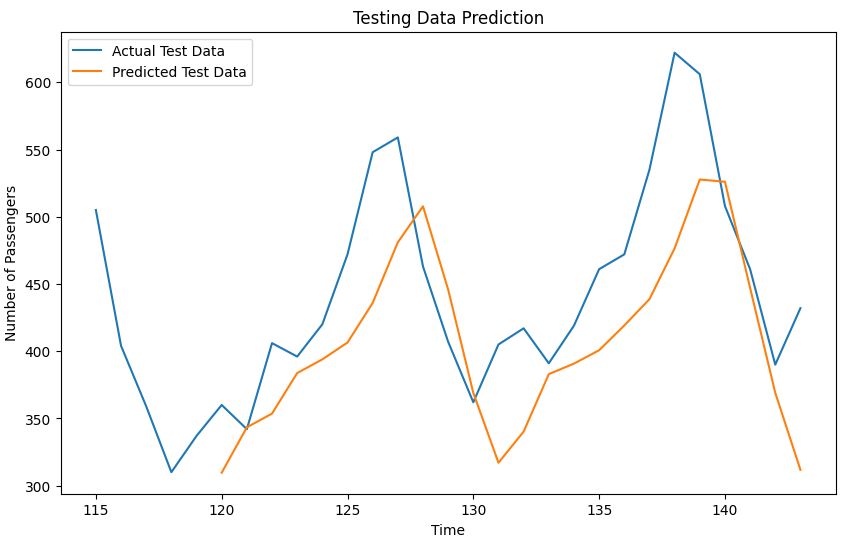 Testing Data Prediction
Actual Test Data
Predicted Test Data
Number of Passengers
600
550
500
450
400
350
300
115
120
125
130
135
140
Time